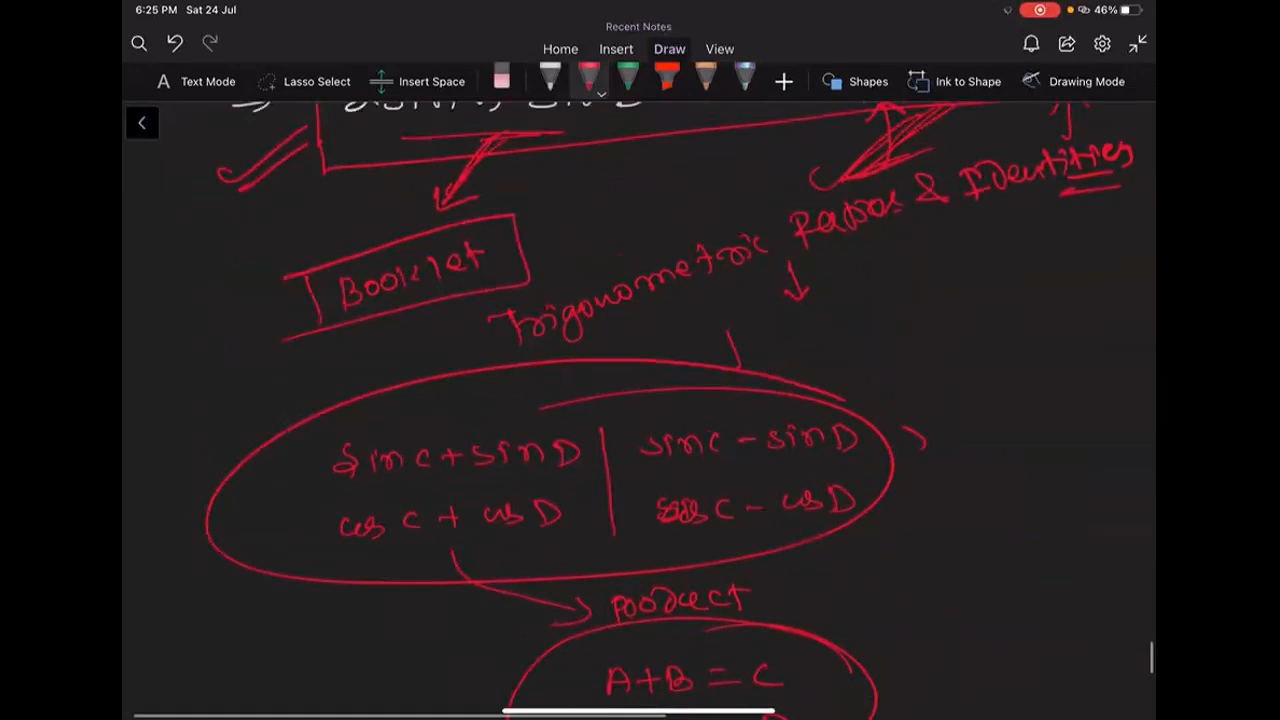 6:25 PM Sat 24 Jul
46%
Recent Notes
Home Insert Draw View
Text Mode Lasso Select Insert Space Shapes Ink to Shape Drawing Mode
Booklet
Trigonometric Ratios & Identities
sinC + sinD | sinC - sinD
cos C + cos D | C - cos D
product
A+B = C